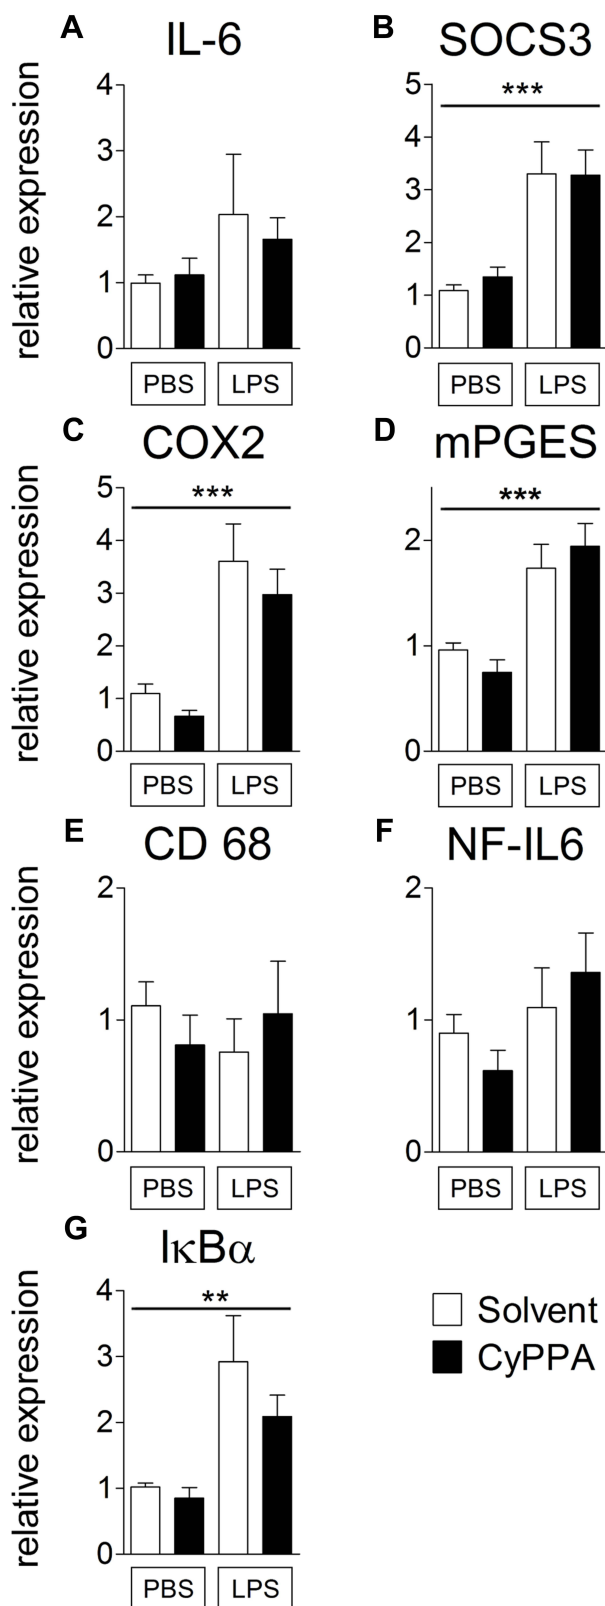 A
IL-6
relative expression
4
3
2
1
0
PBS
LPS
B
SOCS3
***
5
4
3
2
1
0
PBS
LPS
C
COX2
relative expression
***
5
4
3
2
1
0
PBS
LPS
D
mPGES
***
2
1
0
PBS
LPS
E
CD 68
relative expression
2
1
0
PBS
LPS
F
NF-IL6
2
1
0
PBS
LPS
G
IκBα
relative expression
**
4
3
2
1
0
PBS
LPS
Solvent
CyPPA